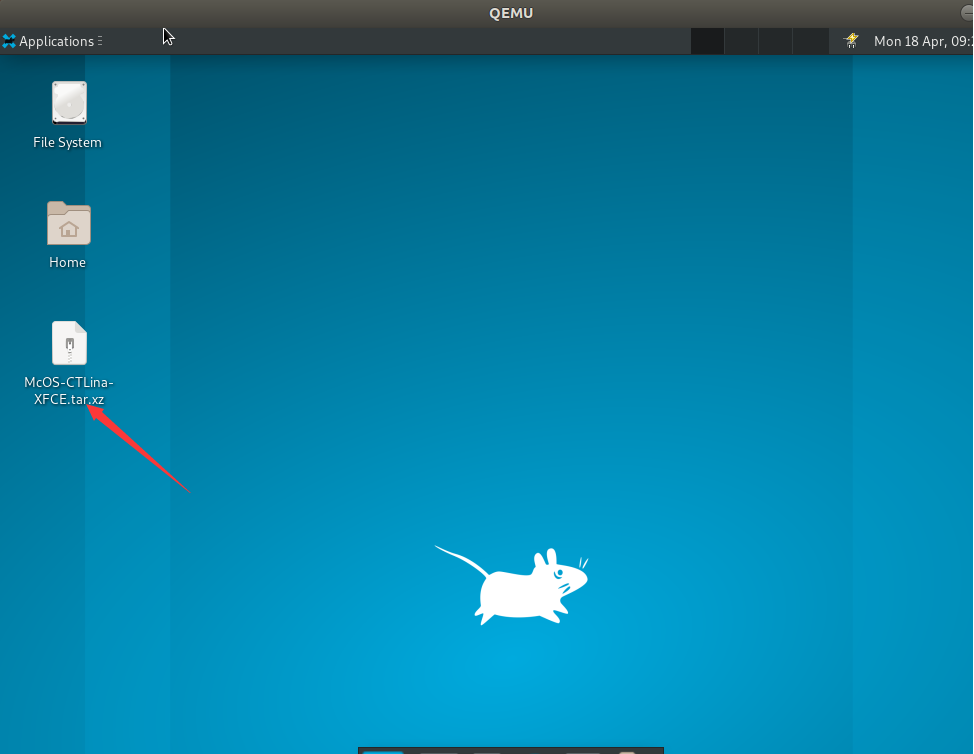 QEMU
Applications
Mon 18 Apr, 09:
File System
Home
McOS-CTLina-
XFCE.tar.xz